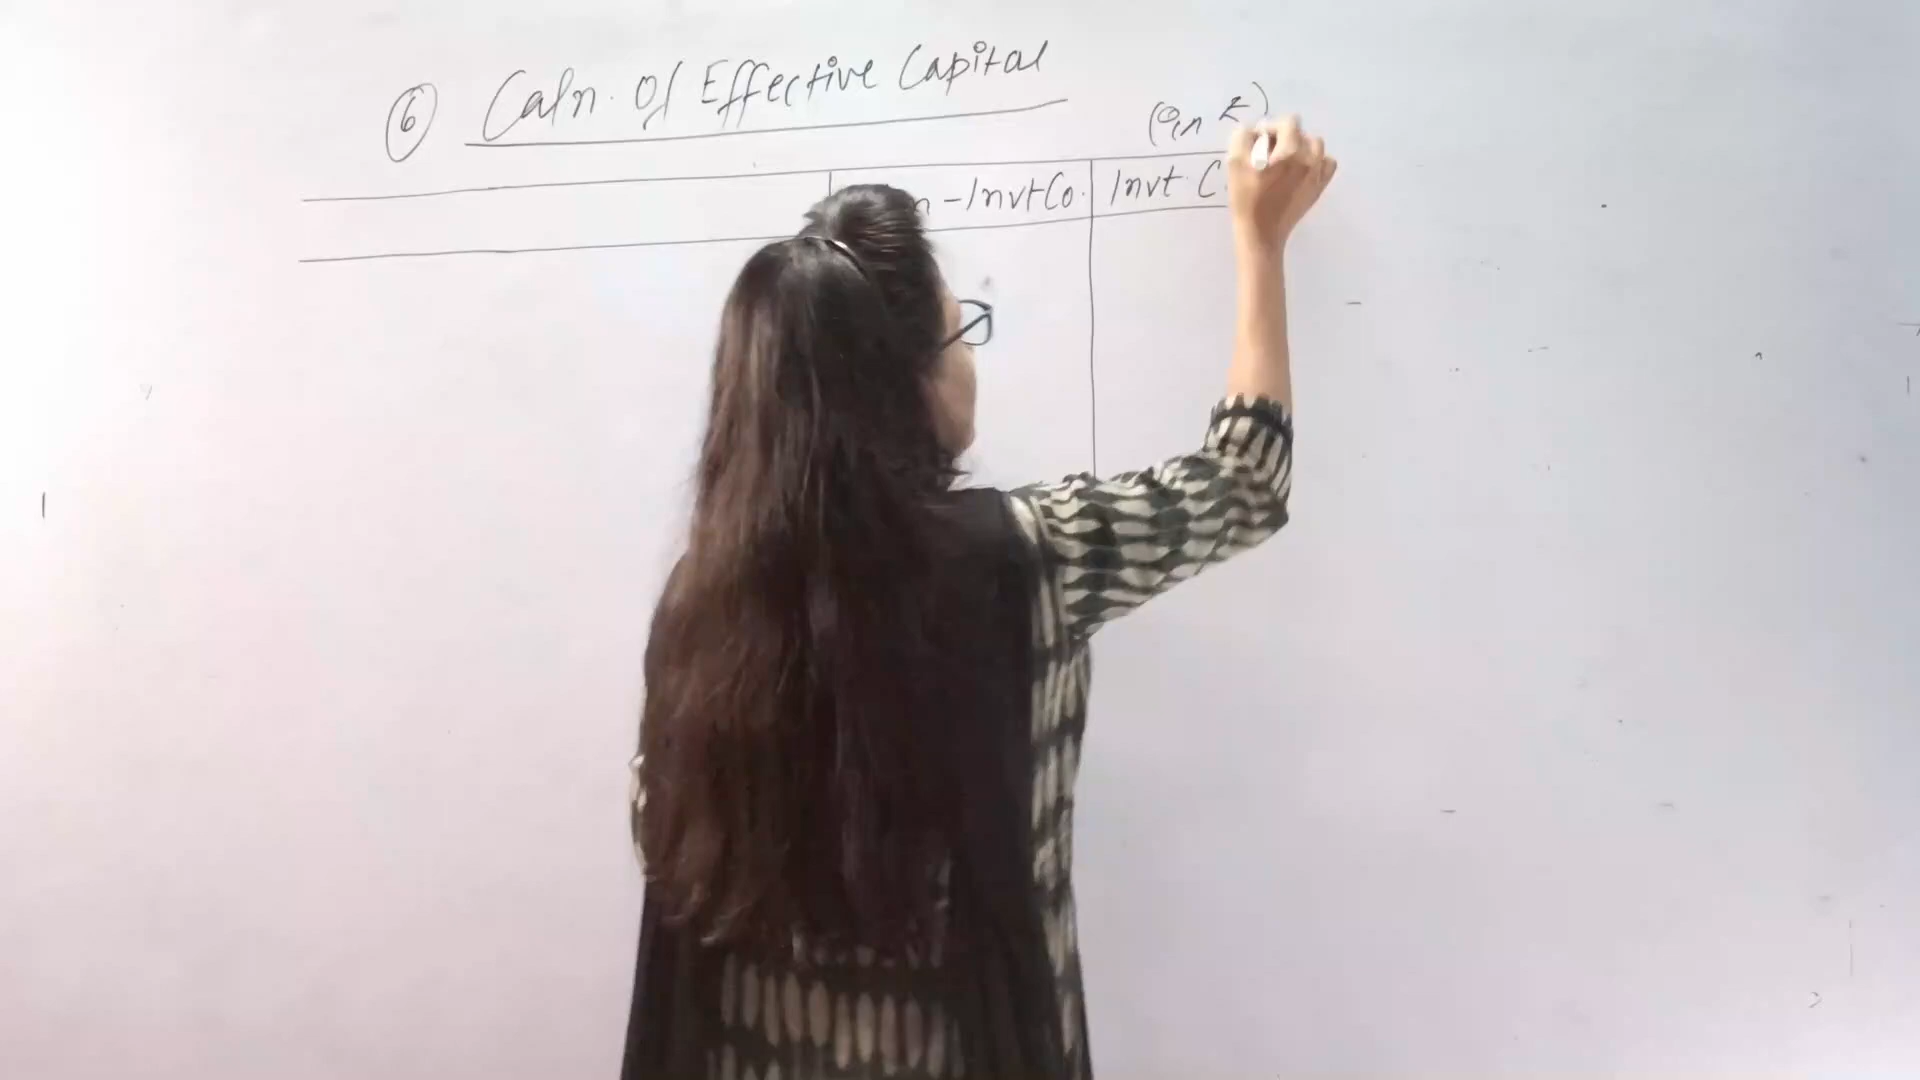 ⑥ Caln. Of Effective Capital
(in ₹)
-Invt Co. Invt. C.